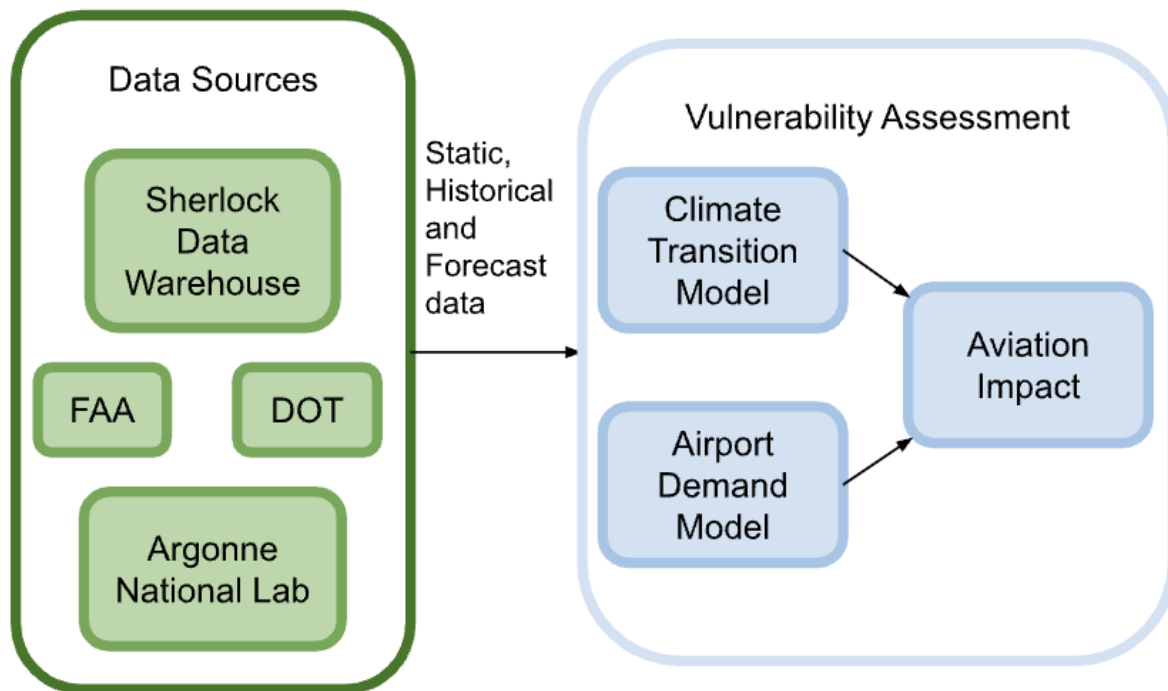 Data Sources
Sherlock
Data
Warehouse
FAA
DOT
Argonne
National Lab
Static,
Historical
and
Forecast
data
Vulnerability Assessment
Climate
Transition
Model
Airport
Demand
Model
Aviation
Impact